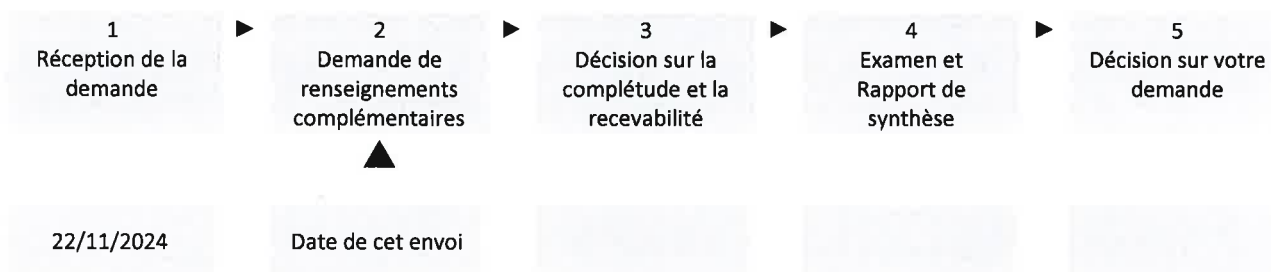 1
Réception de la
demande
2
Demande de
renseignements
complémentaires
3
Décision sur la
complétude et la
recevabilité
4
Examen et
Rapport de
synthèse
5
Décision sur votre
demande
22/11/2024
Date de cet envoi